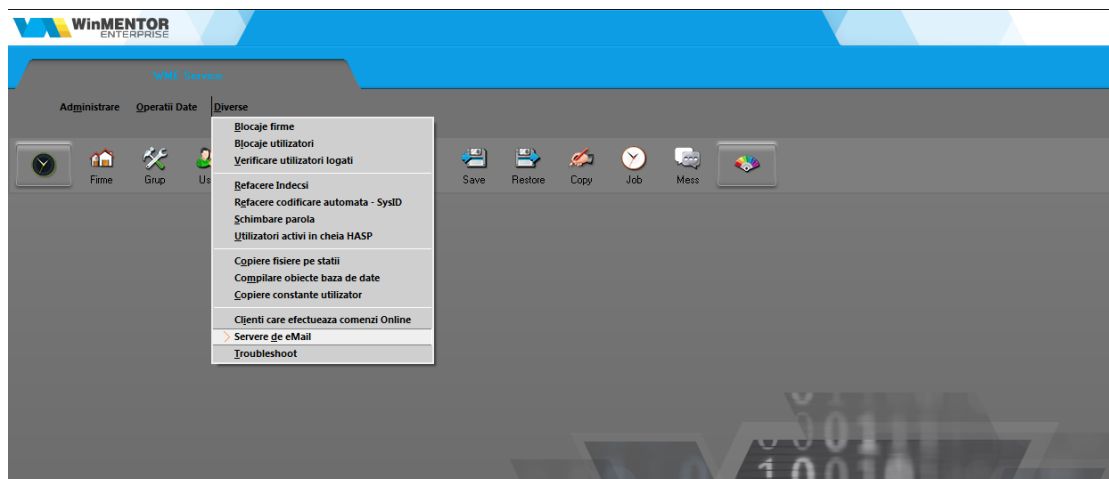 WinMENTOR
ENTERPRISE
WME Service
Administrare Operatii Date Diverse
Blocaje firme
Blocaje utilizatori
Verificare utilizatori logati
Refacere Indecsi
Refacere codificare automata - SysID
Schimbare parola
Utilizatori activi in cheia HASP
Copiere fisiere pe statii
Compilare obiecte baza de date
Copiere constante utilizator
Clienti care efectueaza comenzi Online
Servere de eMail
Troubleshoot
Firme Grup Us Save Restore Copy Job Mess